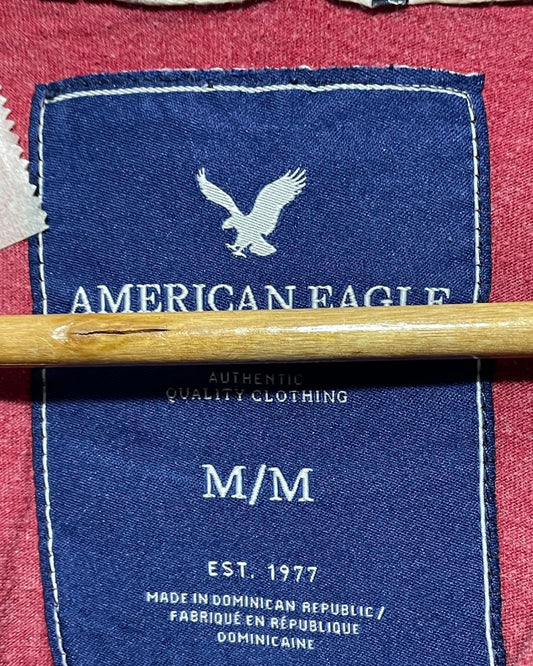 AMERICAN EAGLE
AUTHENTIC
QUALITY CLOTHING
M/M
EST. 1977
MADE IN DOMINICAN REPUBLIC/
FABRIQUÉ EN RÉPUBLIQUE
DOMINICAINE